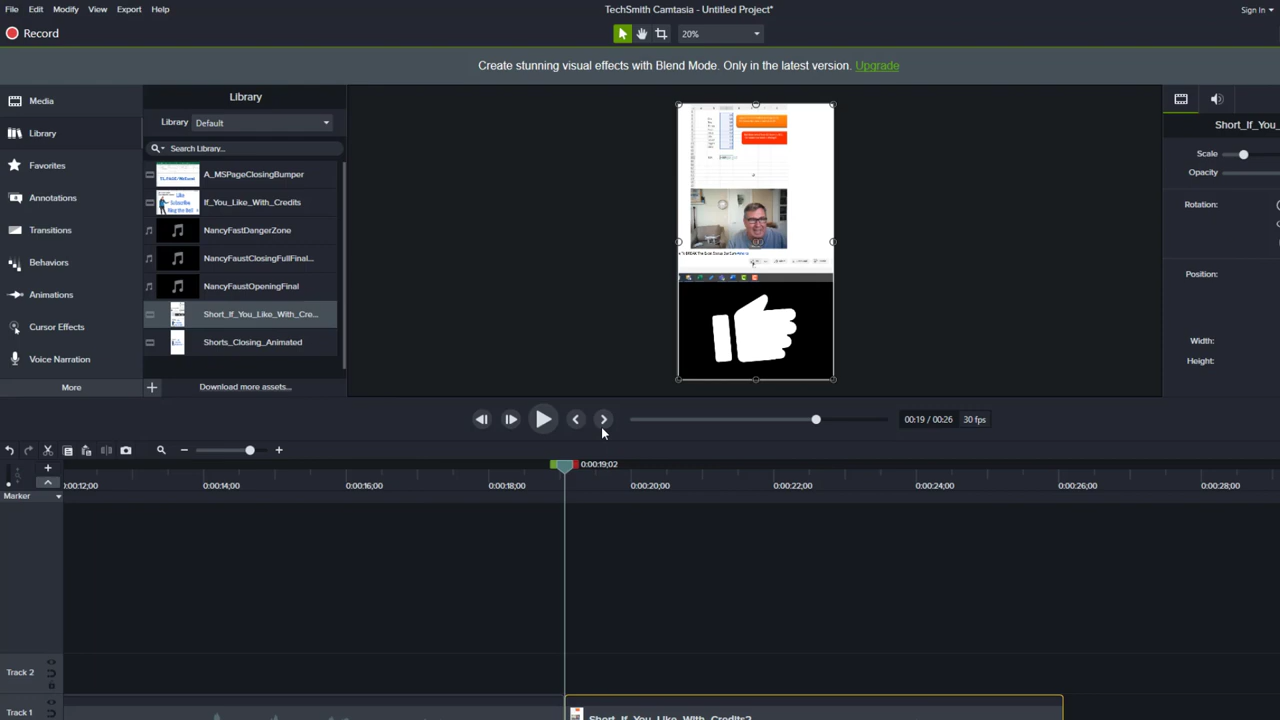 File Edit Modify View Export Help
TechSmith Camtasia - Untitled Project*
Sign In
Record
20%
Create stunning visual effects with Blend Mode. Only in the latest version. Upgrade
Media
Library
Favorites
Annotations
Transitions
Behaviors
Animations
Cursor Effects
Voice Narration
More
Library
Library Default
Search Library...
A_MSPageClosingBumper
If_You_Like_With_Credits
NancyFastDangerZone
NancyFaustClosingFullFinal...
NancyFaustOpeningFinal
Short_If_You_Like_With_Cre...
Shorts_Closing_Animated
Download more assets...
Like
Subscribe
Ring the Bell
Short_If_You_
Scale
Opacity
Rotation:
Position:
Width:
Height:
00:19 / 00:26
30 fps
0:00:19;02
0:00:12;00 0:00:14;00 0:00:16;00 0:00:18;00 0:00:20;00 0:00:22;00 0:00:24;00 0:00:26;00 0:00:28;00
Marker
Track 2
Track 1
Short_If_You_Like_With_Credits2